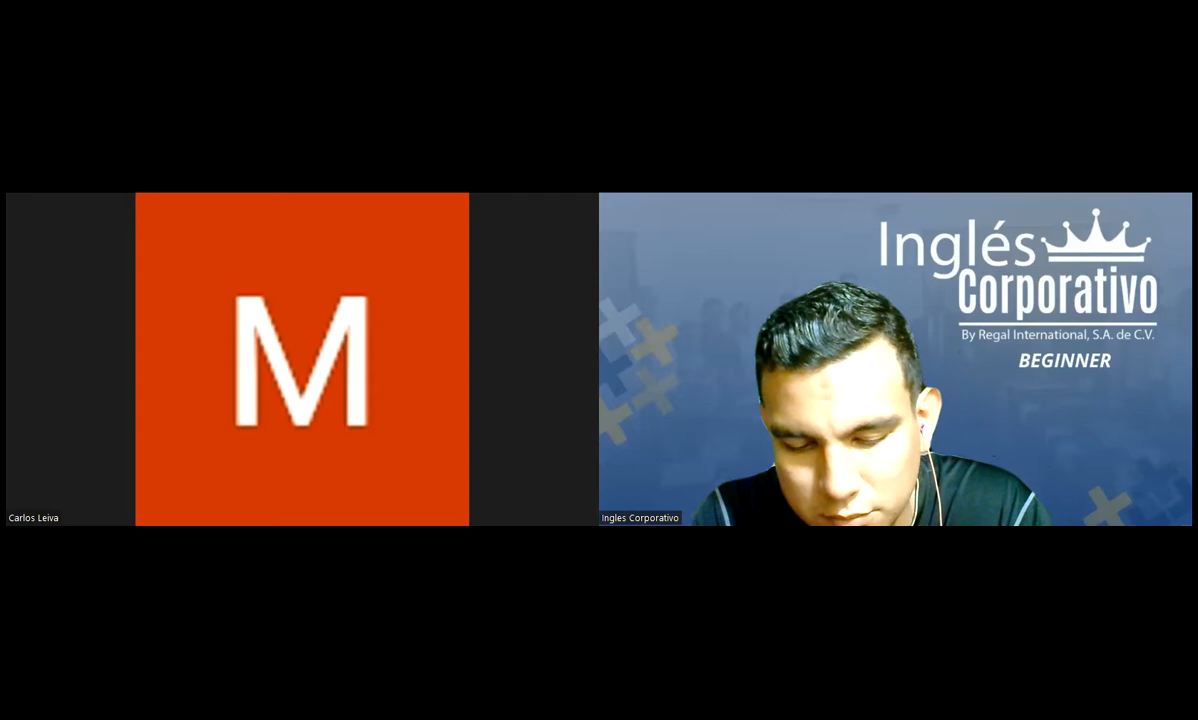 M
Carlos Leiva
Inglés
Corporativo
By Regal International, S.A. de C.V.
BEGINNER
Ingles Corporativo